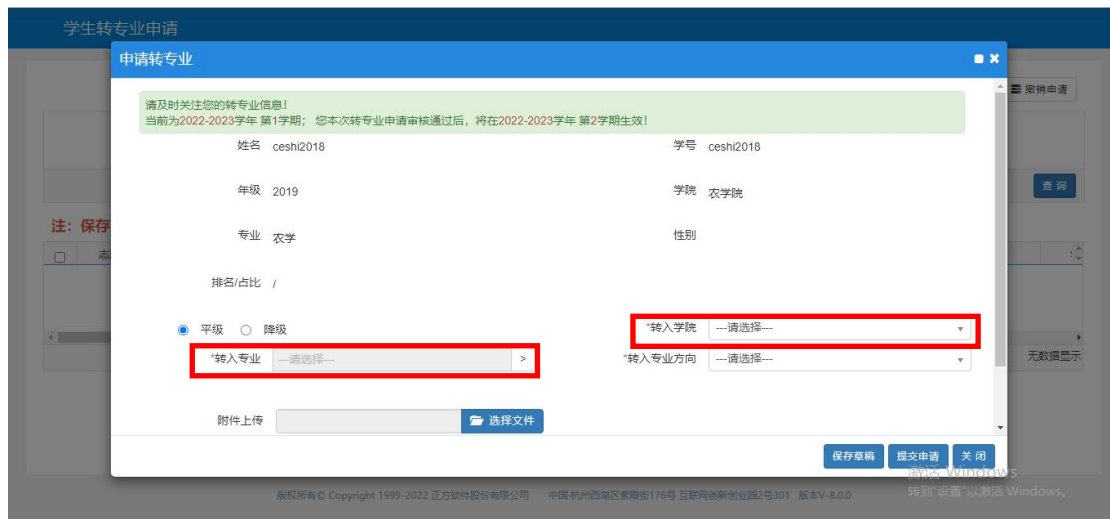 学生转专业申请
申请转专业
撤销申请
请及时关注您的转专业信息！
当前为2022-2023学年 第1学期； 您本次转专业申请审核通过后，将在2022-2023学年 第2学期生效！
姓名 ceshi2018 学号 ceshi2018
年级 2019 学院 农学院
查 询
注：保存
专业 农学 性别
志
排名/占比 /
平级 降级 *转入学院 ---请选择---
*转入专业 ---请选择--- > *转入专业方向 ---请选择---
无数据显示
附件上传 选择文件
保存草稿 提交申请 关 闭
激活 Windows
转到"设置"以激活 Windows。
版权所有© Copyright 1999-2022 正方软件股份有限公司 中国·杭州西湖区紫霞街176号 互联网创新创业园2号301 版本V-8.0.0